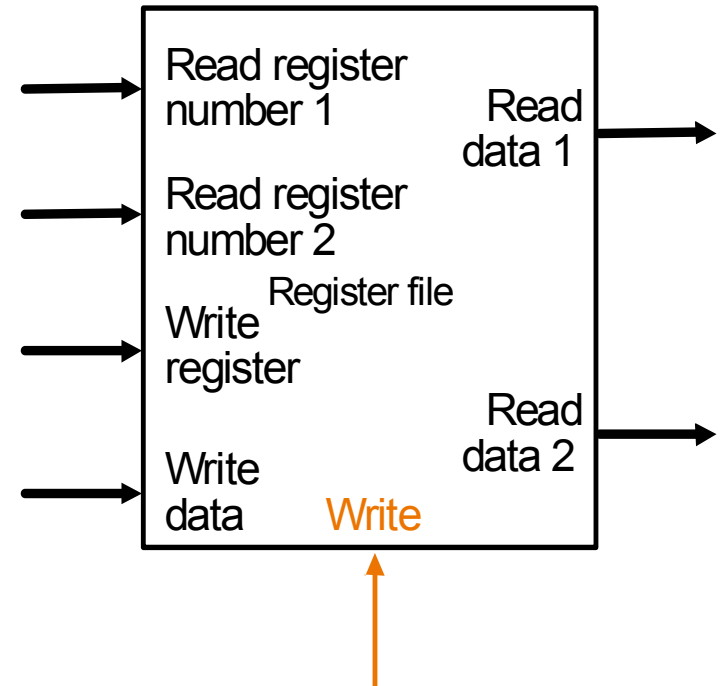 Read register
number 1
Read
data 1
Read register
number 2
Register file
Write
register
Read
data 2
Write
data
Write